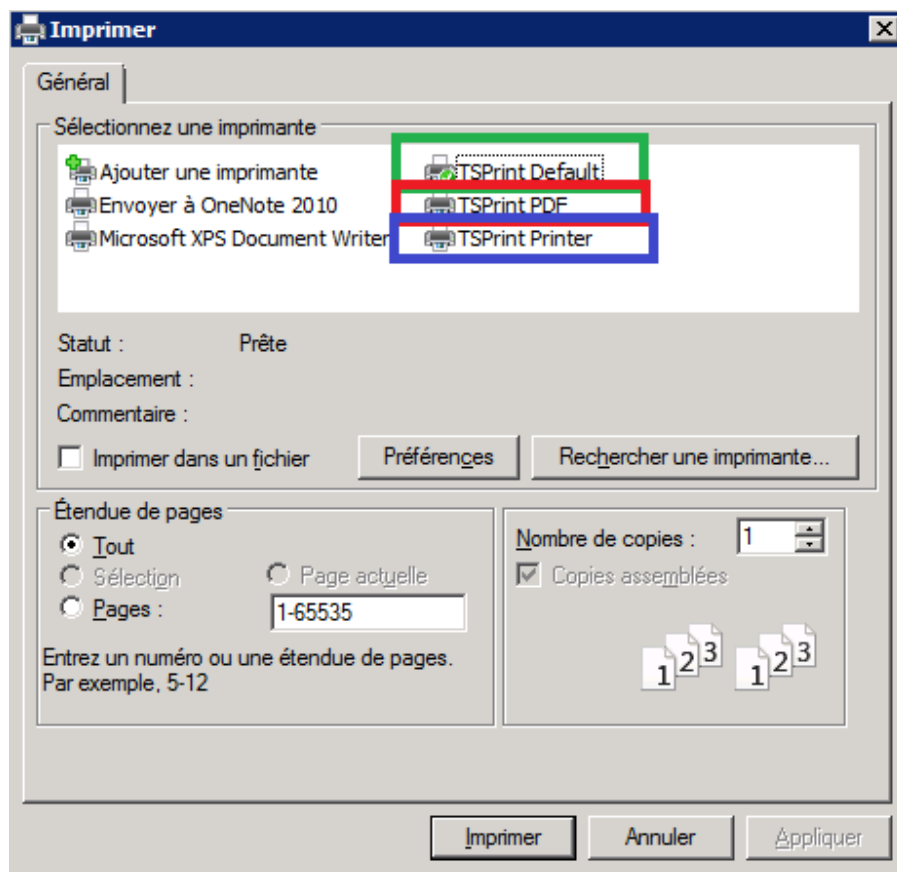 Imprimer
Général
Sélectionnez une imprimante
Ajouter une imprimante
TSPrint Default
Envoyer à OneNote 2010
TSPrint PDF
Microsoft XPS Document Writer
TSPrint Printer
Statut :
Prête
Emplacement :
Commentaire :
Imprimer dans un fichier
Préférences
Rechercher une imprimante...
Étendue de pages
Tout
Sélection
Page actuelle
Pages :
1-65535
Entrez un numéro ou une étendue de pages.
Par exemple, 5-12
Nombre de copies :
1
Copies assemblées
1 2 3
1 2 3
Imprimer
Annuler
Appliquer